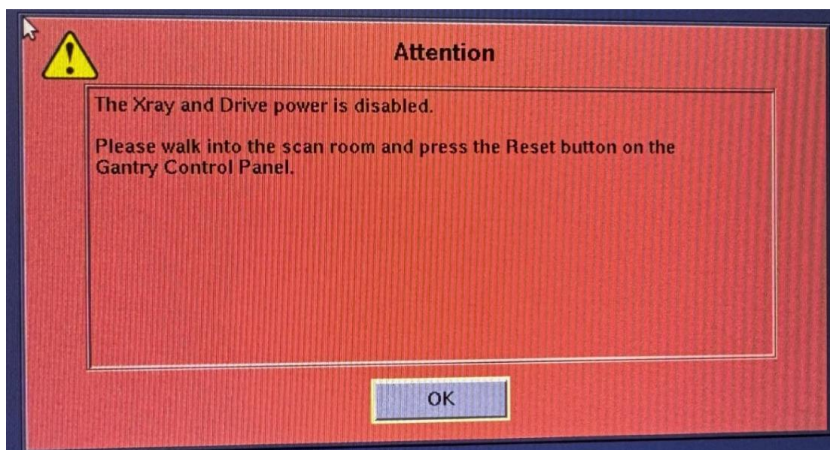 Attention
The Xray and Drive power is disabled.
Please walk into the scan room and press the Reset button on the
Gantry Control Panel.
OK